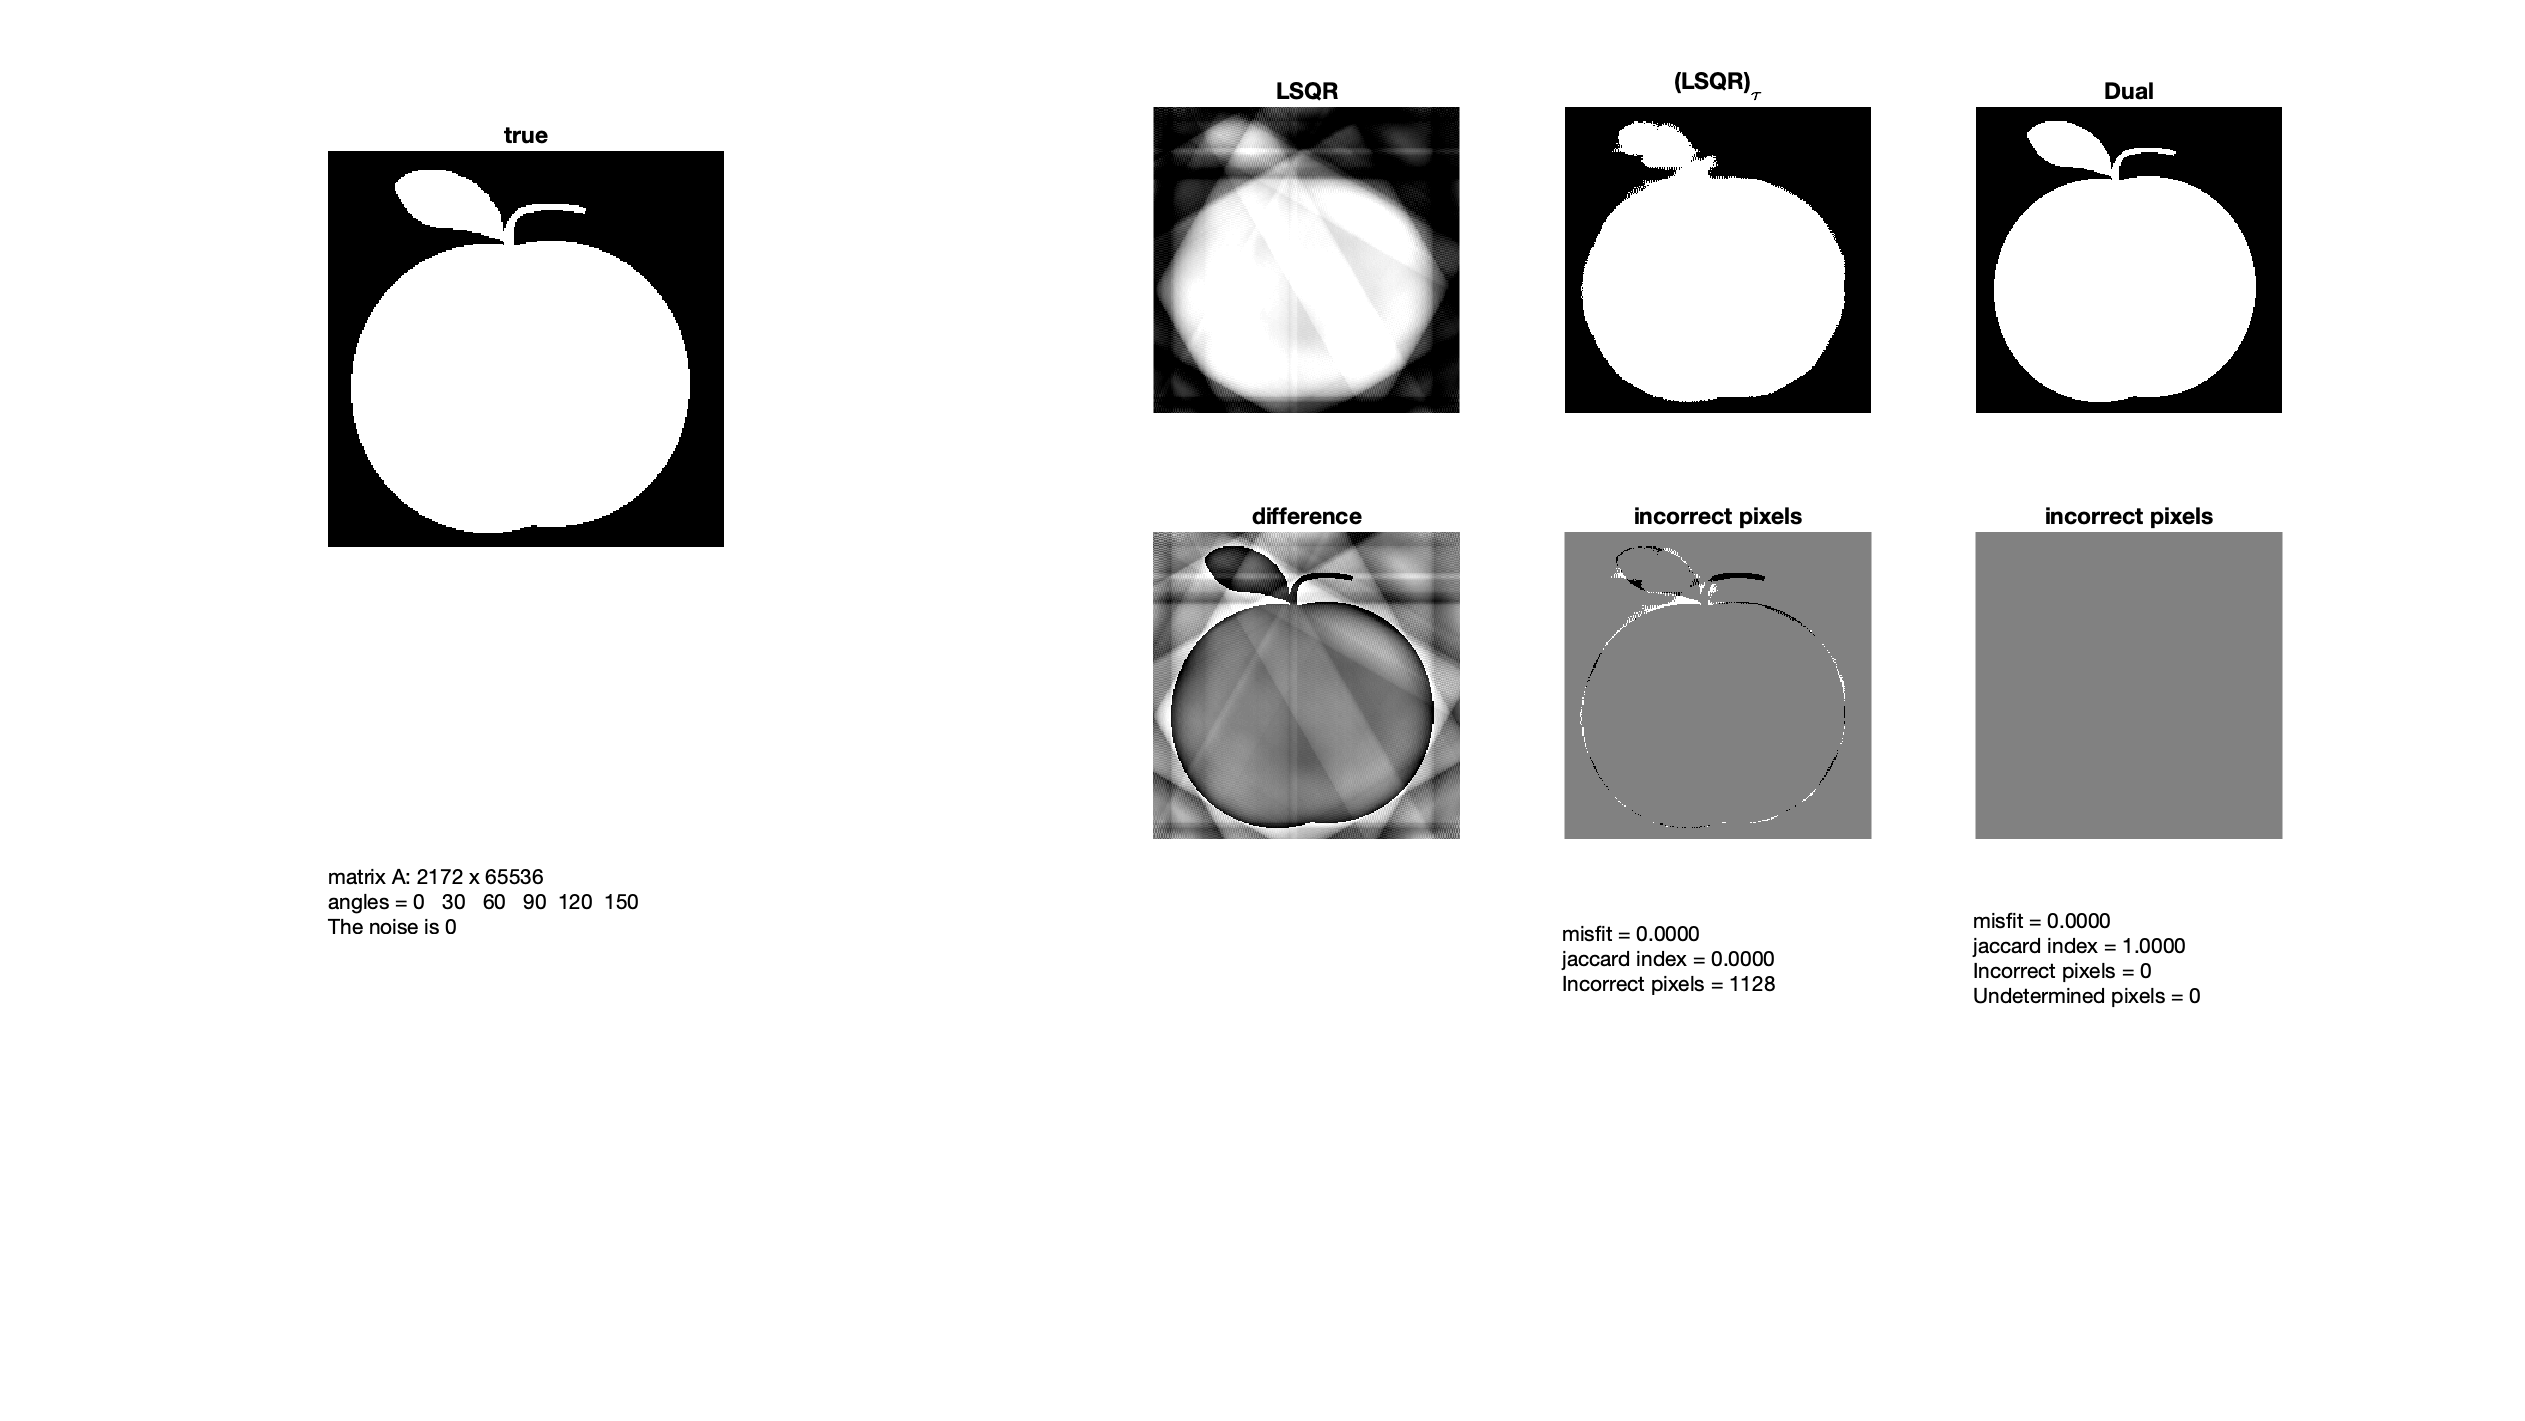 true
LSQR
(LSQR)τ
Dual
difference
incorrect pixels
incorrect pixels
matrix A: 2172 x 65536
angles = 0 30 60 90 120 150
The noise is 0
misfit = 0.0000
jaccard index = 0.0000
Incorrect pixels = 1128
misfit = 0.0000
jaccard index = 1.0000
Incorrect pixels = 0
Undetermined pixels = 0